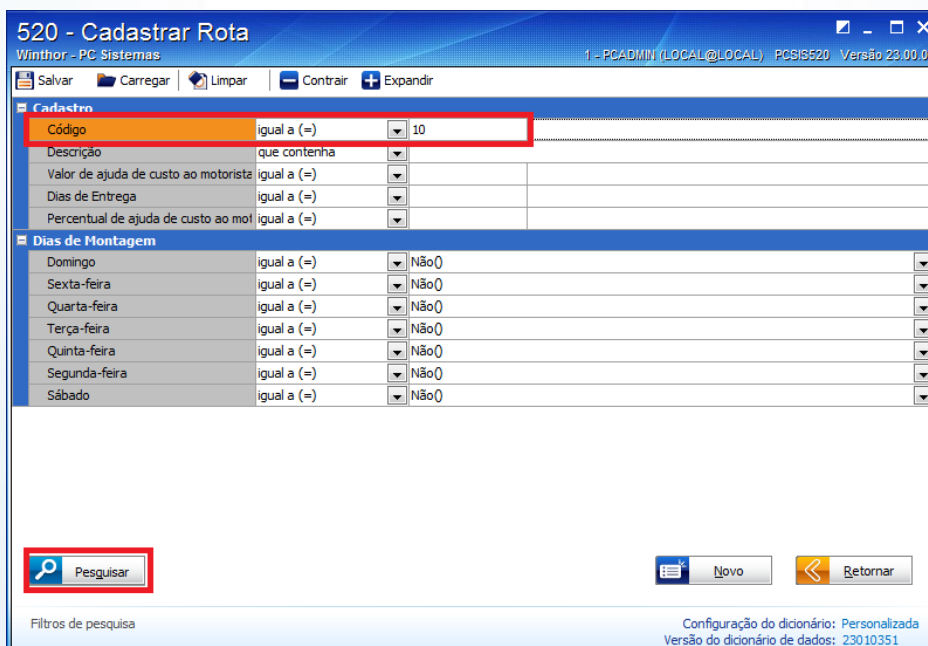 520 - Cadastrar Rota
Winthor - PC Sistemas 1 - PCADMIN (LOCAL@LOCAL) PCSIS520 Versão 23.00.0
Salvar Carregar Limpar Contrair Expandir
Cadastro
Código igual a (=) 10
Descrição que contenha
Valor de ajuda de custo ao motorista igual a (=)
Dias de Entrega igual a (=)
Percentual de ajuda de custo ao mot igual a (=)
Dias de Montagem
Domingo igual a (=) Não()
Sexta-feira igual a (=) Não()
Quarta-feira igual a (=) Não()
Terça-feira igual a (=) Não()
Quinta-feira igual a (=) Não()
Segunda-feira igual a (=) Não()
Sábado igual a (=) Não()
Pesquisar Novo Retornar
Filtros de pesquisa Configuração do dicionário: Personalizada
Versão do dicionário de dados: 23010351